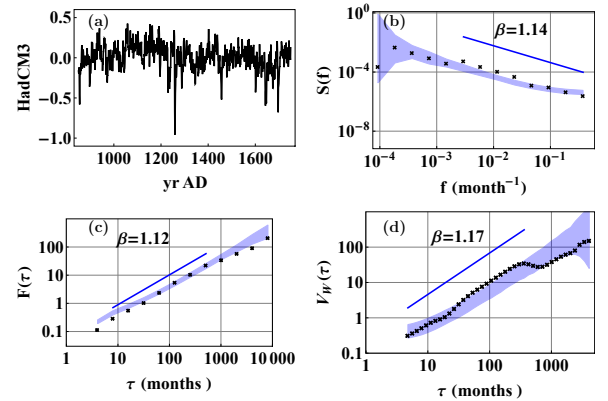 (a)
HadCM3
0.5
0.0
−0.5
−1.0
1000 1200 1400 1600
yr AD
(b)
β=1.14
S(f)
10⁰
10⁻⁴
10⁻⁸
10⁻⁴ 10⁻³ 10⁻² 10⁻¹
f (month⁻¹)
(c)
β=1.12
F(τ)
100
10
1
0.1
1 10 100 1000 10 000
τ (months )
(d)
β=1.17
V_W(τ)
100
10
1
0.1
1 10 100 1000
τ (months )